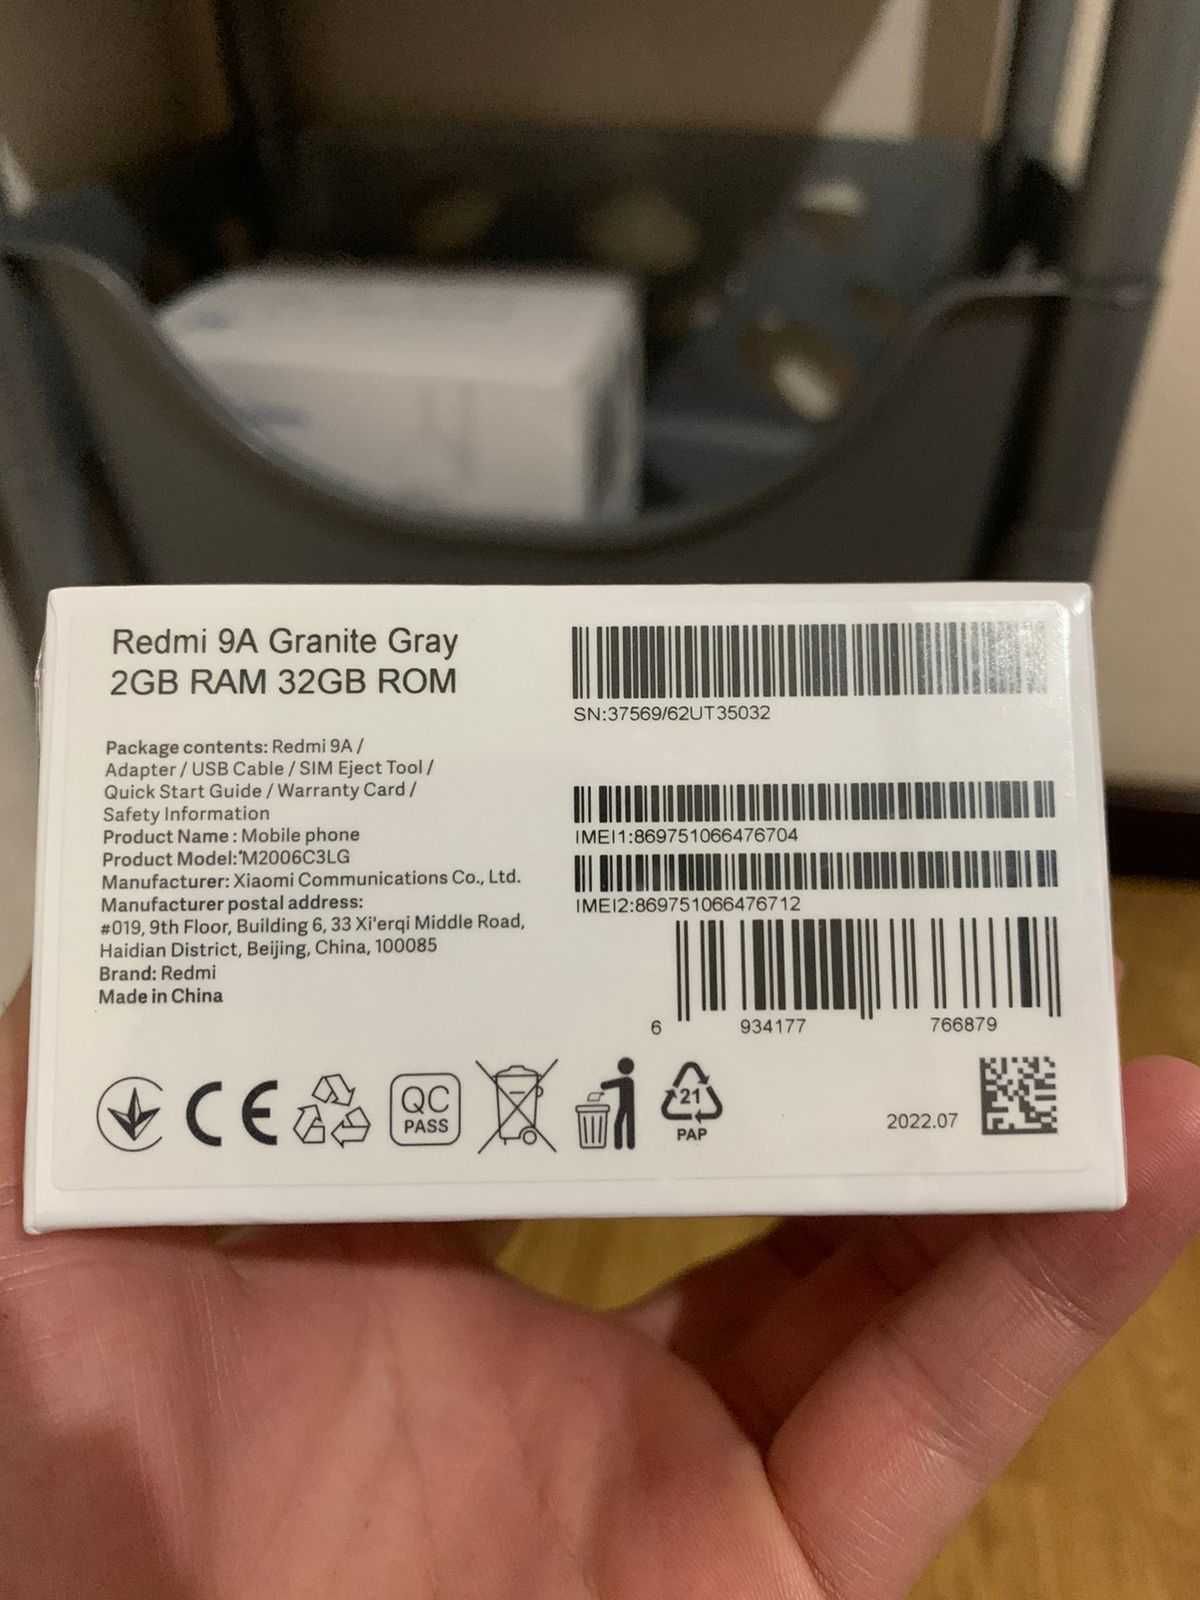 Redmi 9A Granite Gray
2GB RAM 32GB ROM
Package contents: Redmi 9A /
Adapter / USB Cable / SIM Eject Tool /
Quick Start Guide / Warranty Card /
Safety Information
Product Name : Mobile phone
Product Model: M2006C3LG
Manufacturer: Xiaomi Communications Co., Ltd.
Manufacturer postal address:
#019, 9th Floor, Building 6, 33 Xi'erqi Middle Road,
Haidian District, Beijing, China, 100085
Brand: Redmi
Made in China
SN:37569/62UT35032
IMEI1:869751066476704
IMEI2:869751066476712
6 934177 766879
CE
QC
PASS
21
PAP
2022.07